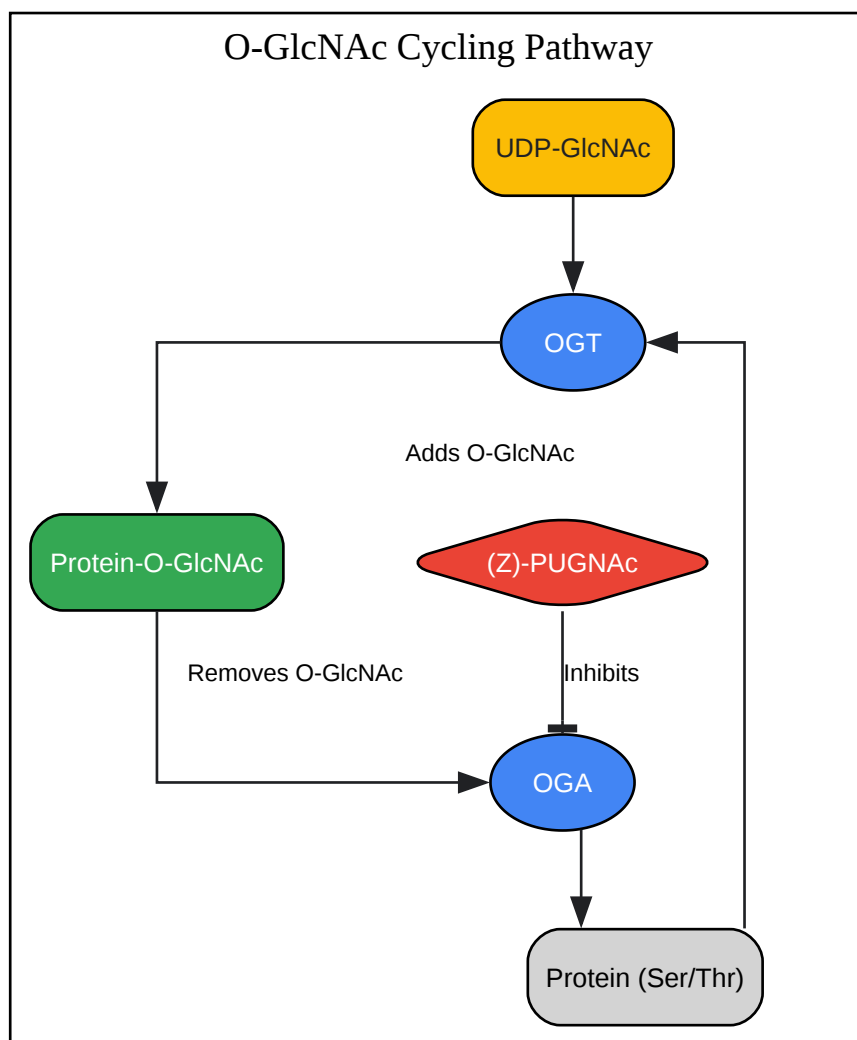 O-GlcNAc Cycling Pathway
UDP-GlcNAc
OGT
Adds O-GlcNAc
Protein-O-GlcNAc
(Z)-PUGNAc
Removes O-GlcNAc
Inhibits
OGA
Protein (Ser/Thr)